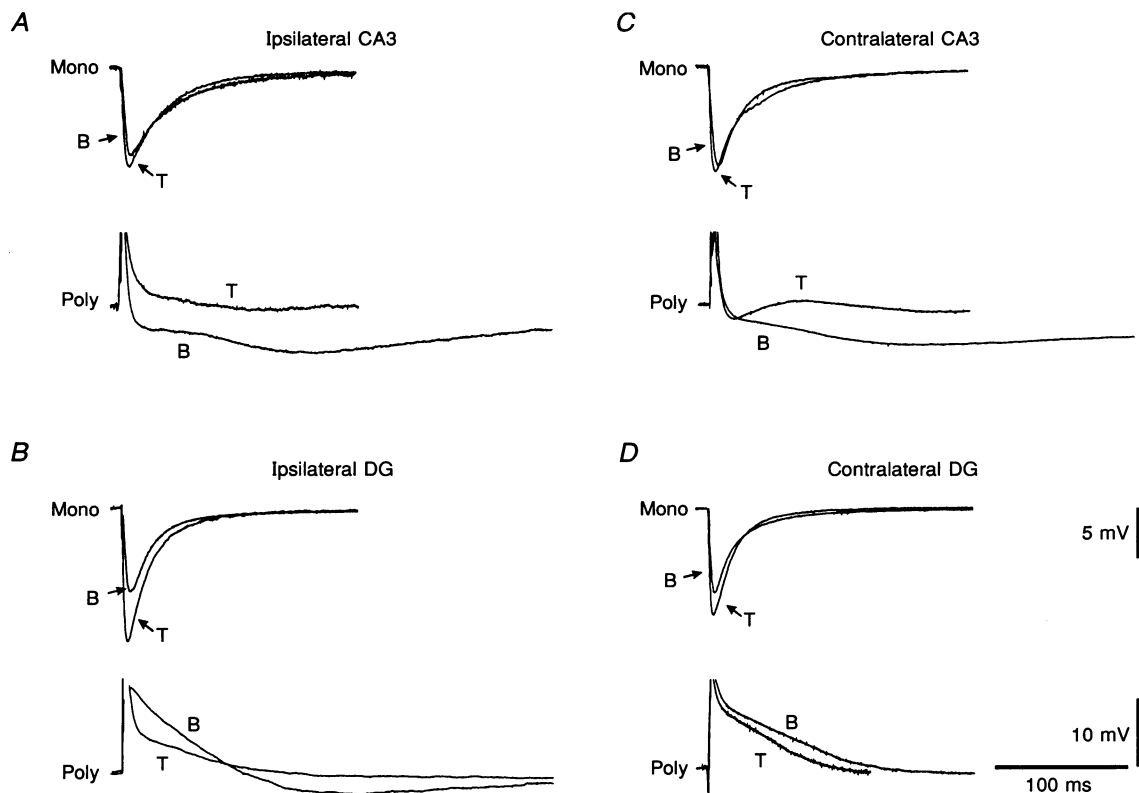 A
Ipsilateral CA3
Mono
B
T
Poly
T
B
C
Contralateral CA3
Mono
B
T
Poly
T
B
B
Ipsilateral DG
Mono
B
T
B
T
Poly
D
Contralateral DG
Mono
5 mV
B
T
B
T
Poly
10 mV
100 ms